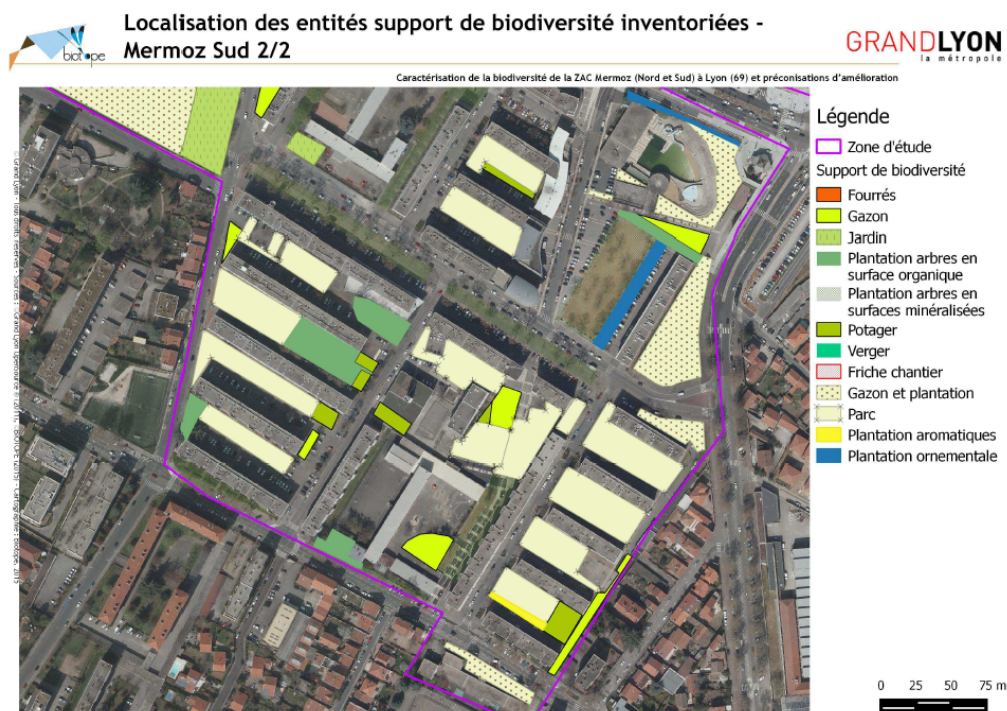 Localisation des entités support de biodiversité inventoriées -
Mermoz Sud 2/2
biotope
GRANDLYON
la métropole
Caractérisation de la biodiversité de la ZAC Mermoz (Nord et Sud) à Lyon (69) et préconisations d'amélioration
Légende
Zone d'étude
Support de biodiversité
Fourrés
Gazon
Jardin
Plantation arbres en
surface organique
Plantation arbres en
surfaces minéralisées
Potager
Verger
Friche chantier
Gazon et plantation
Parc
Plantation aromatiques
Plantation ornementale
0 25 50 75 m